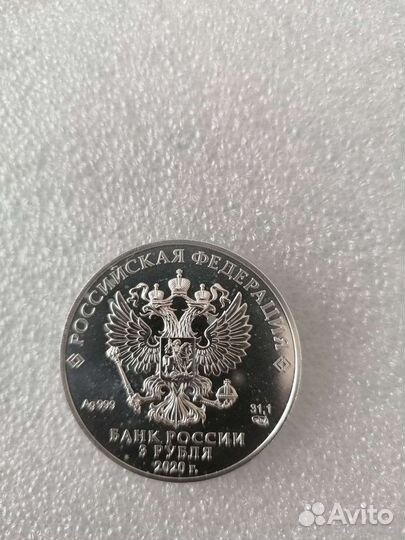 РОССИЙСКАЯ ФЕДЕРАЦИЯ
Ag 999
31,1
БАНК РОССИИ
3 РУБЛЯ
2020 г.
Avito